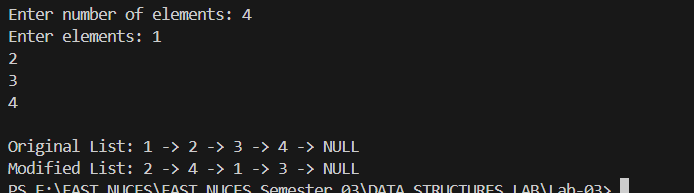 Enter number of elements: 4
Enter elements: 1
2
3
4
Original List: 1 -> 2 -> 3 -> 4 -> NULL
Modified List: 2 -> 4 -> 1 -> 3 -> NULL
PS E:\FAST NUCES\FAST NUCES Semester 03\DATA STRUCTURES LAB\Lab-03>